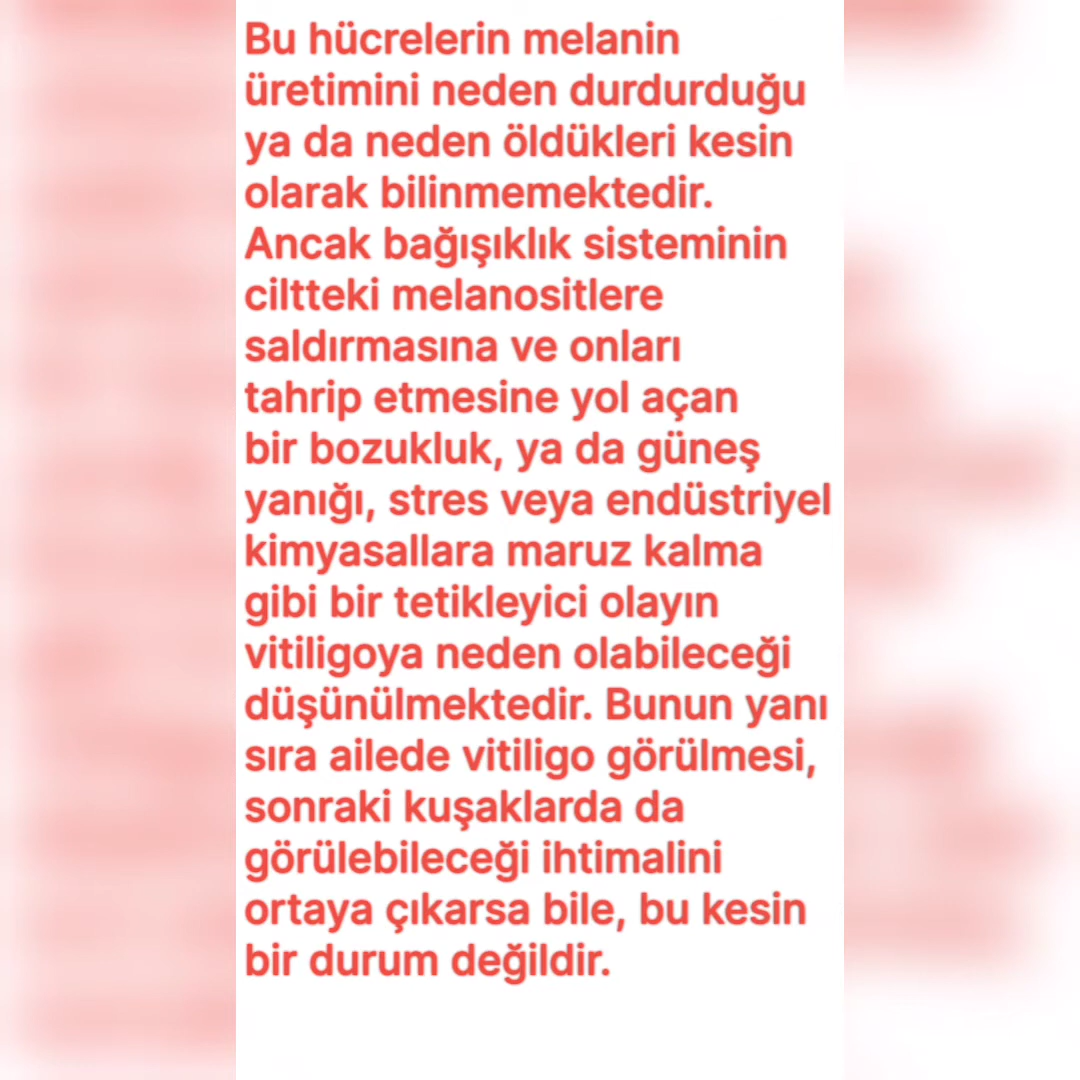 Bu hücrelerin melanin
üretimini neden durdurduğu
ya da neden öldükleri kesin
olarak bilinmemektedir.
Ancak bağışıklık sisteminin
ciltteki melanositlere
saldırmasına ve onları
tahrip etmesine yol açan
bir bozukluk, ya da güneş
yanığı, stres veya endüstriyel
kimyasallara maruz kalma
gibi bir tetikleyici olayın
vitiligoya neden olabileceği
düşünülmektedir. Bunun yanı
sıra ailede vitiligo görülmesi,
sonraki kuşaklarda da
görülebileceği ihtimalini
ortaya çıkarsa bile, bu kesin
bir durum değildir.